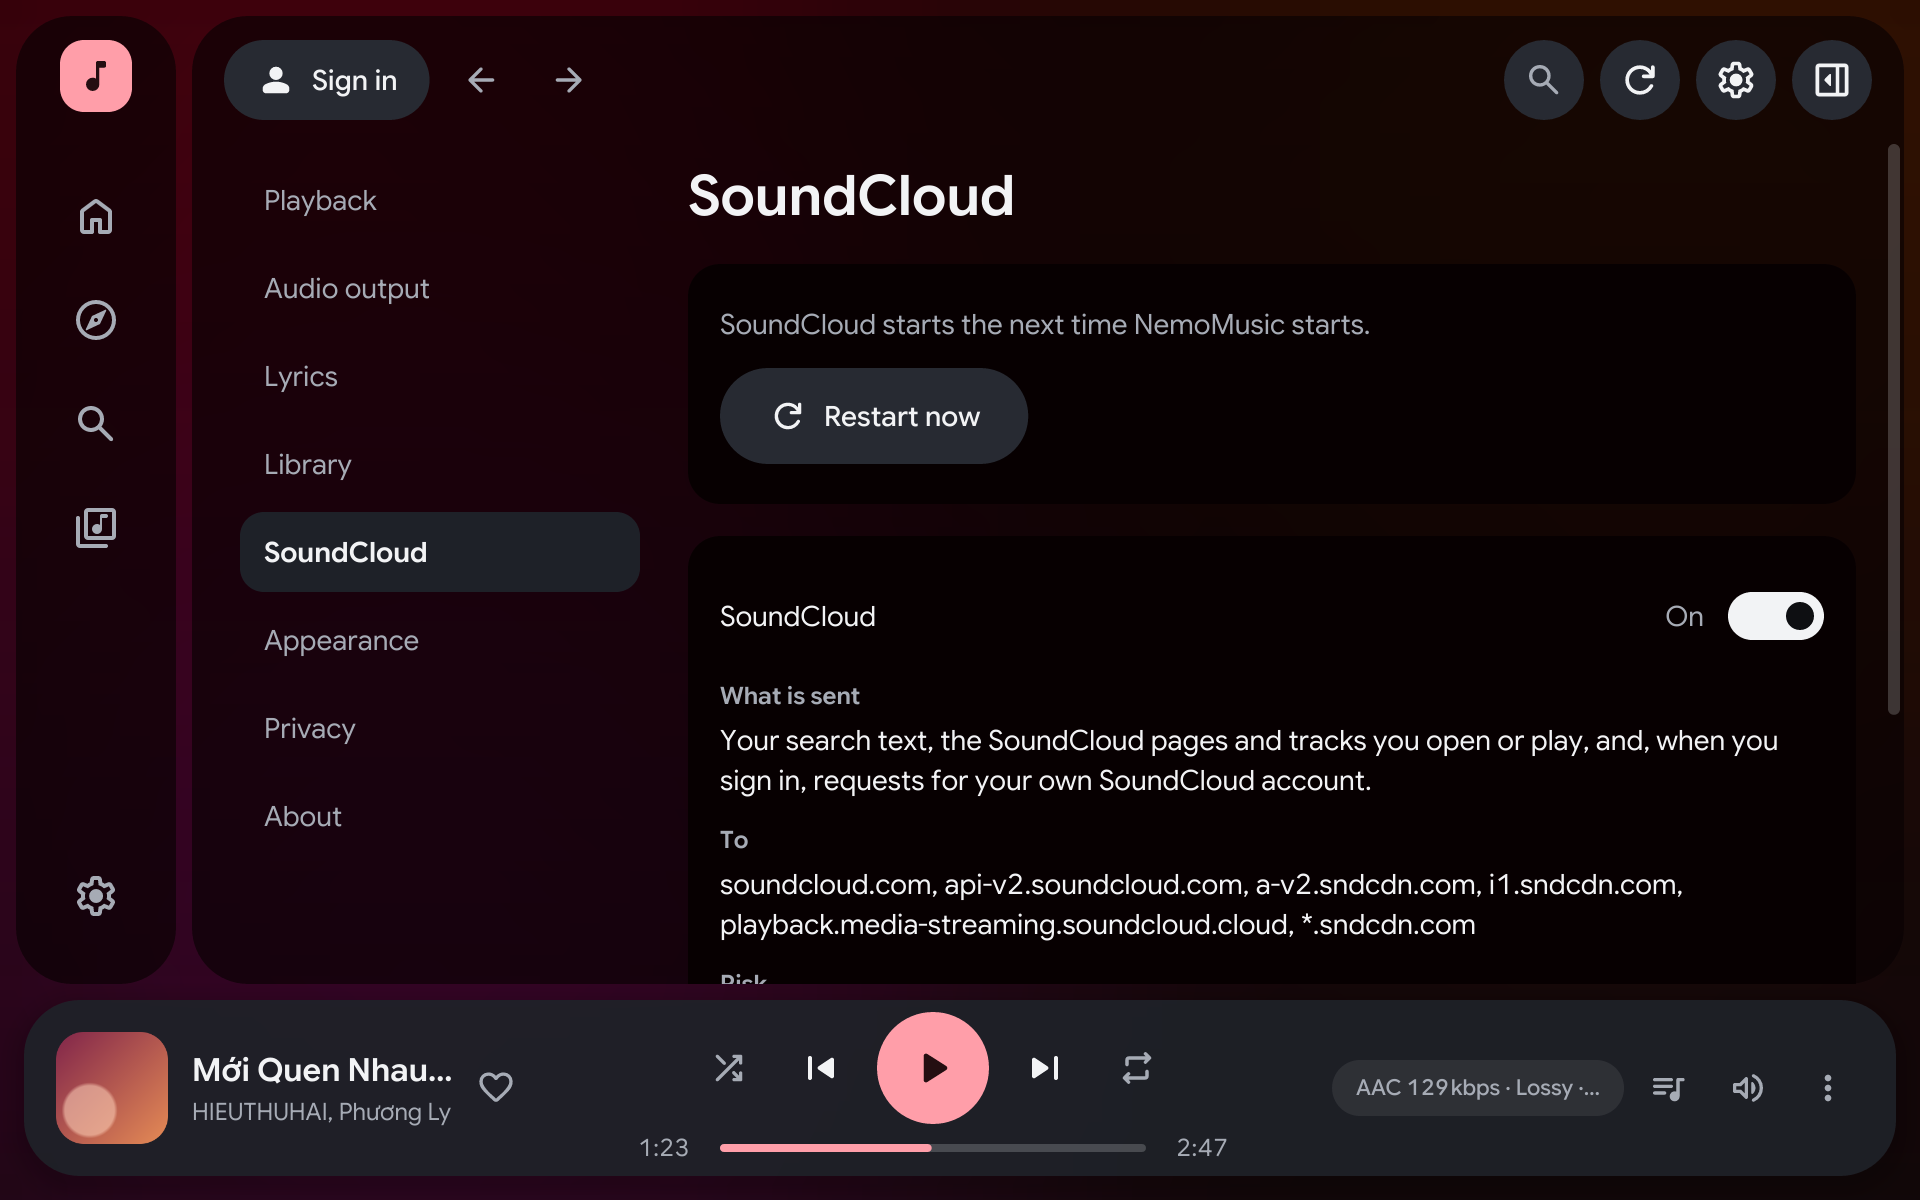 Sign in
Playback
Audio output
Lyrics
Library
SoundCloud
Appearance
Privacy
About
SoundCloud
SoundCloud starts the next time NemoMusic starts.
Restart now
SoundCloud
On
What is sent
Your search text, the SoundCloud pages and tracks you open or play, and, when you
sign in, requests for your own SoundCloud account.
To
soundcloud.com, api-v2.soundcloud.com, a-v2.sndcdn.com, i1.sndcdn.com,
playback.media-streaming.soundcloud.cloud, *.sndcdn.com
Risk
Mới Quen Nhau...
HIEUTHUHAI, Phương Ly
1:23
2:47
AAC 129kbps · Lossy ·...